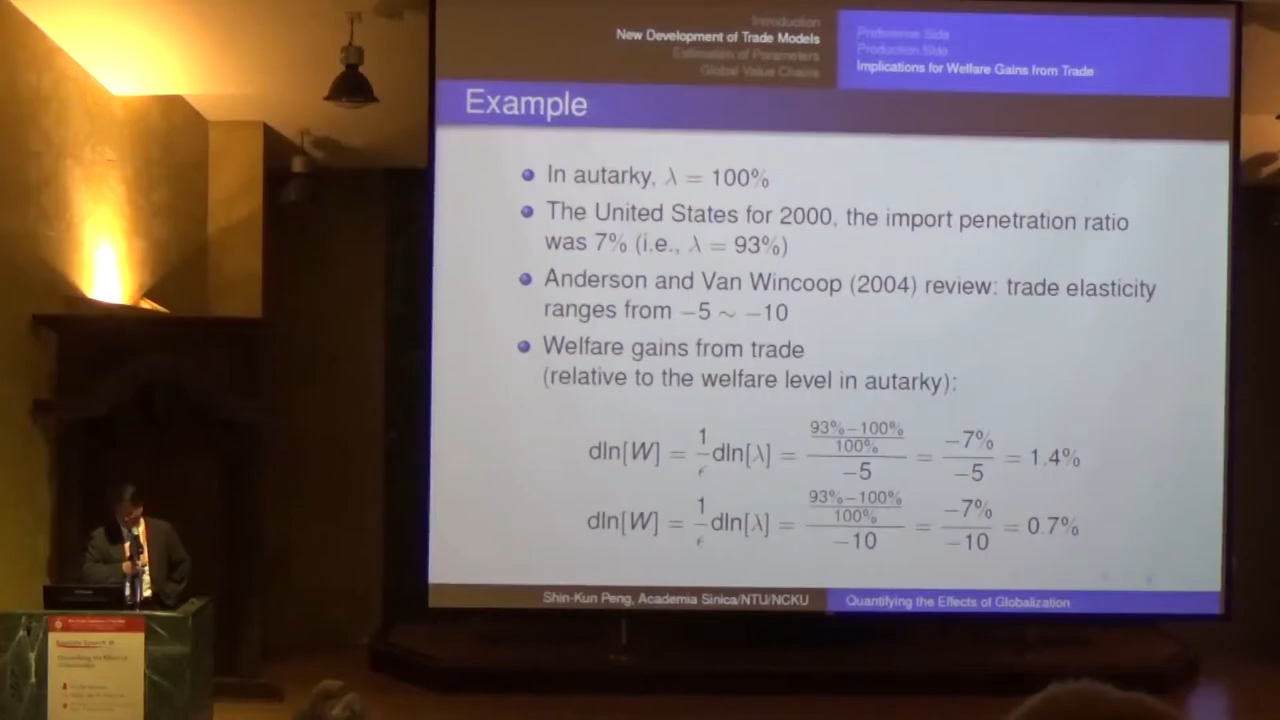 Introduction
New Development of Trade Models
Estimation of Parameters
Global Value Chains
Preference Side
Production Side
Implications for Welfare Gains from Trade
Example
In autarky, λ = 100%
The United States for 2000, the import penetration ratio
was 7% (i.e., λ = 93%)
Anderson and Van Wincoop (2004) review: trade elasticity
ranges from −5 ∼ −10
Welfare gains from trade
(relative to the welfare level in autarky):
dln[W] = 1/ϵ dln[λ] = (93%−100%/100%)/−5 = −7%/−5 = 1.4%
dln[W] = 1/ϵ dln[λ] = (93%−100%/100%)/−10 = −7%/−10 = 0.7%
Shin-Kun Peng, Academia Sinica/NTU/NCKU
Quantifying the Effects of Globalization